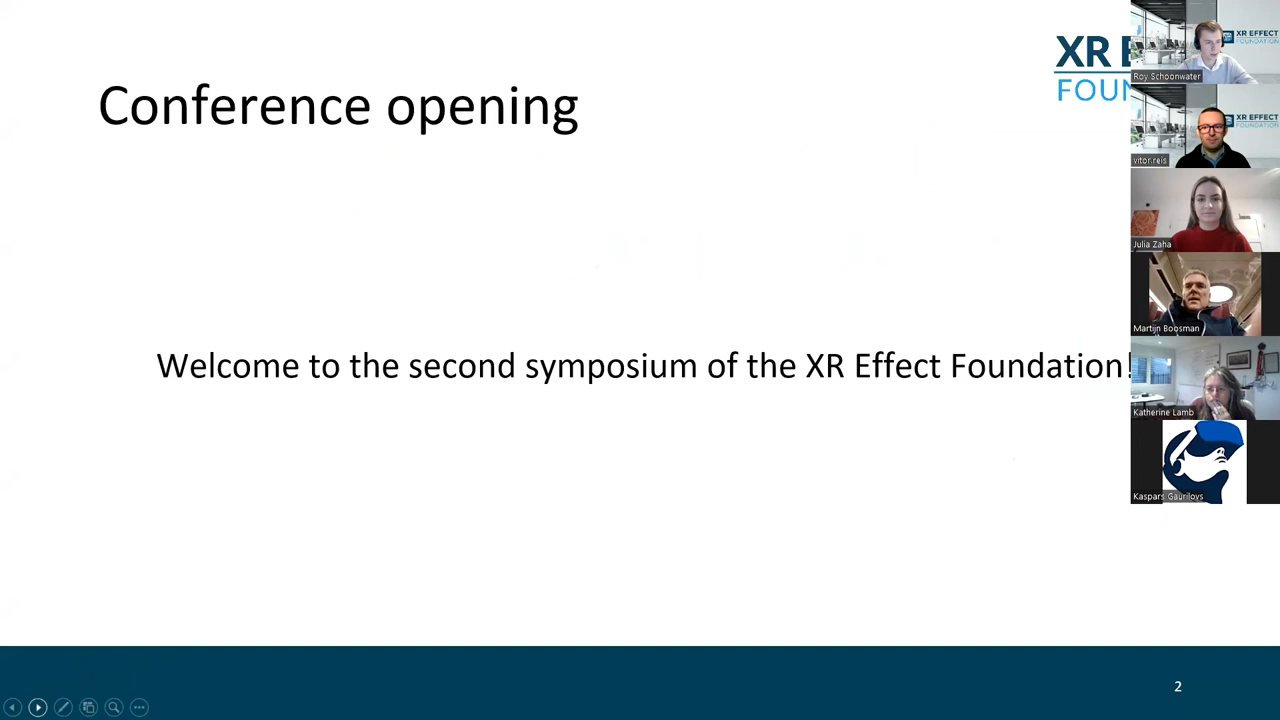 Conference opening
XR E
FOUN
Welcome to the second symposium of the XR Effect Foundation!
2
XR EFFECT
FOUNDATION
Roy Schoonwater
XR EFFECT
FOUNDATION
vitor.reis
Julia Zaha
Martijn Boosman
Katherine Lamb
Kaspars Gaurilovs